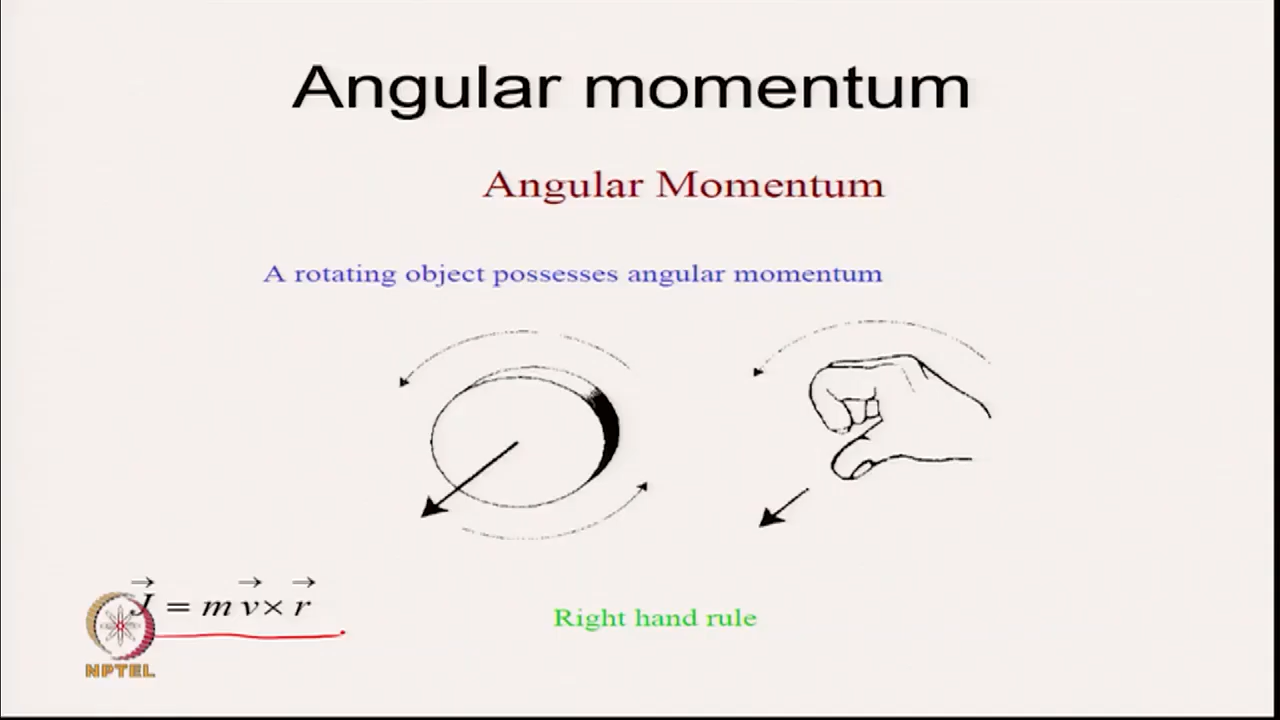 Angular momentum
Angular Momentum
A rotating object possesses angular momentum
J = m v × r
Right hand rule
NPTEL